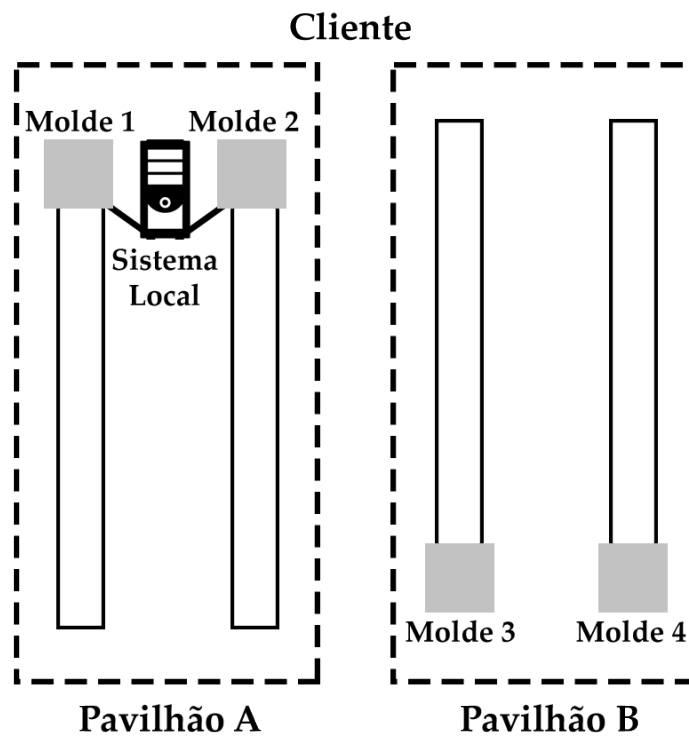 Cliente
Molde 1
Molde 2
Sistema
Local
Molde 3
Molde 4
Pavilhão A
Pavilhão B